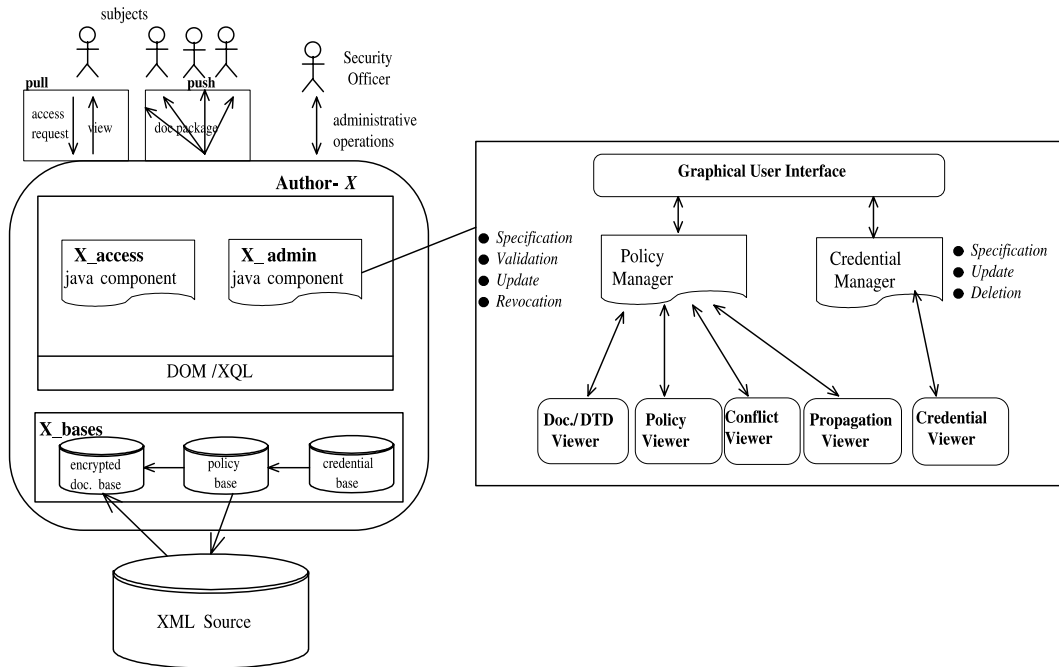 subjects
Security
Officer
pull
push
access
request
view
doc package
administrative
operations
Author- X
X_access
java component
X_ admin
java component
DOM /XQL
X_bases
encrypted
doc. base
policy
base
credential
base
XML Source
Graphical User Interface
Specification
Validation
Update
Revocation
Policy
Manager
Credential
Manager
Specification
Update
Deletion
Doc./ DTD
Viewer
Policy
Viewer
Conflict
Viewer
Propagation
Viewer
Credential
Viewer